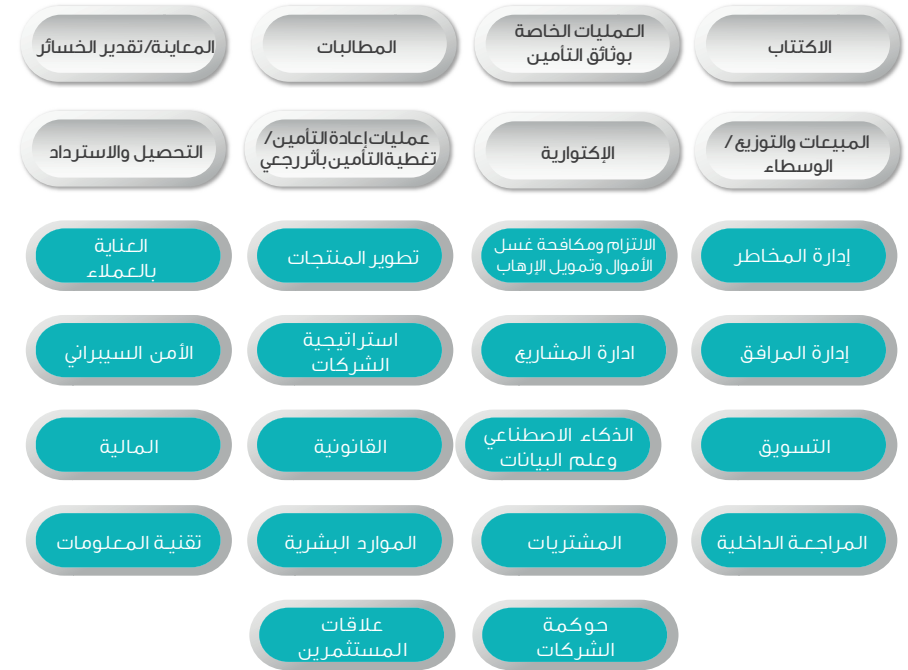 الاكتتاب
العمليات الخاصة
بوثائق التأمين
المطالبات
المعاينة/تقدير الخسائر
المبيعات والتوزيع/
الوسطاء
الإكتوارية
عمليات إعادة التأمين/
تغطية التأمين بأثر رجعي
التحصيل والاسترداد
إدارة المخاطر
الالتزام ومكافحة غسل
الأموال وتمويل الإرهاب
تطوير المنتجات
العناية
بالعملاء
إدارة المرافق
ادارة المشاريع
استراتيجية
الشركات
الأمن السيبراني
التسويق
الذكاء الاصطناعي
وعلم البيانات
القانونية
المالية
المراجعة الداخلية
المشتريات
الموارد البشرية
تقنية المعلومات
حوكمة
الشركات
علاقات
المستثمرين